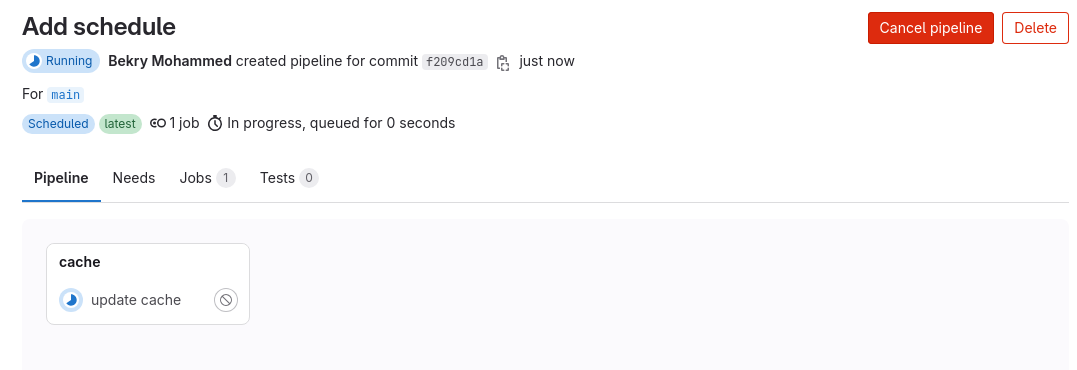 Add schedule
Cancel pipeline
Delete
Running Bekry Mohammed created pipeline for commit f209cd1a just now
For main
Scheduled latest 1 job In progress, queued for 0 seconds
Pipeline Needs Jobs 1 Tests 0
cache
update cache